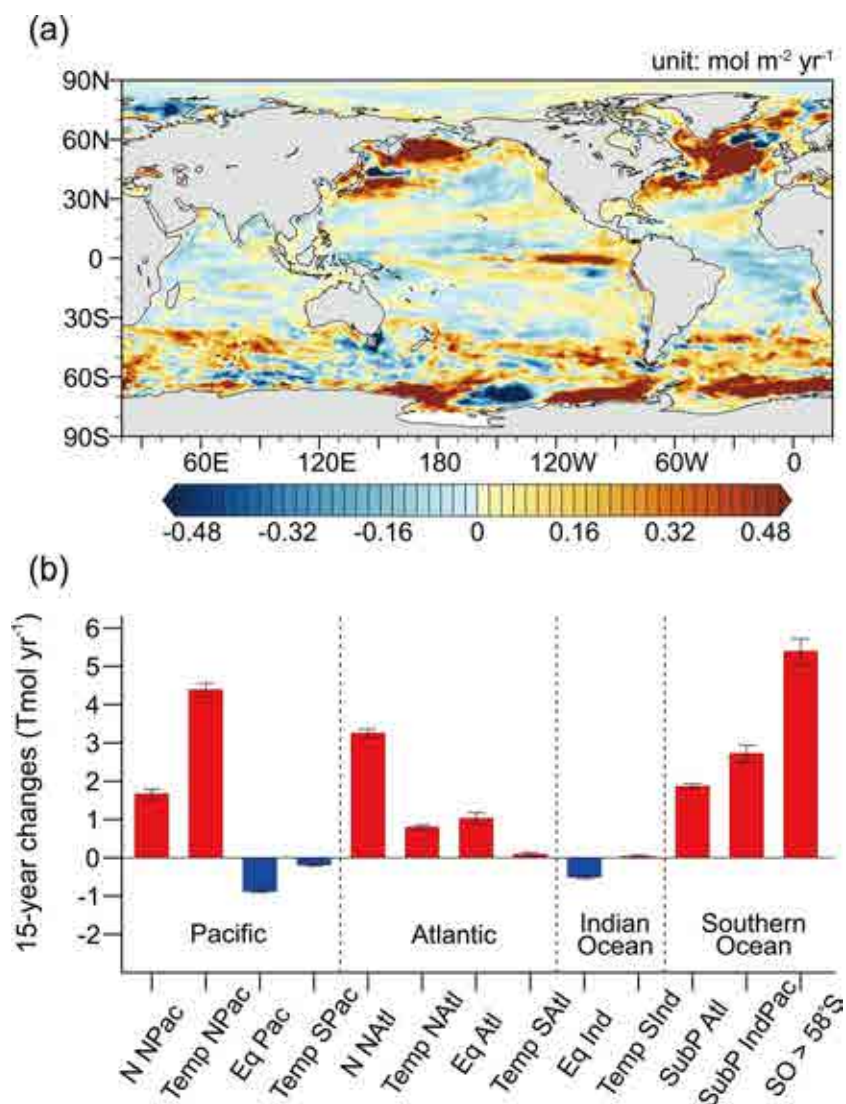 (a)
unit: mol m⁻² yr⁻¹
90N
60N
30N
0
30S
60S
90S
60E 120E 180 120W 60W 0
-0.48 -0.32 -0.16 0 0.16 0.32 0.48
(b)
15-year changes (Tmol yr⁻¹)
6
5
4
3
2
1
0
-1
-2
Pacific Atlantic Indian Ocean Southern Ocean
N NPac
Temp NPac
Eq Pac
Temp SPac
N NAtl
Temp NAtl
Eq Atl
Temp SAtl
Eq Ind
Temp SInd
SubP Atl
SubP IndPac
SO > 58°S